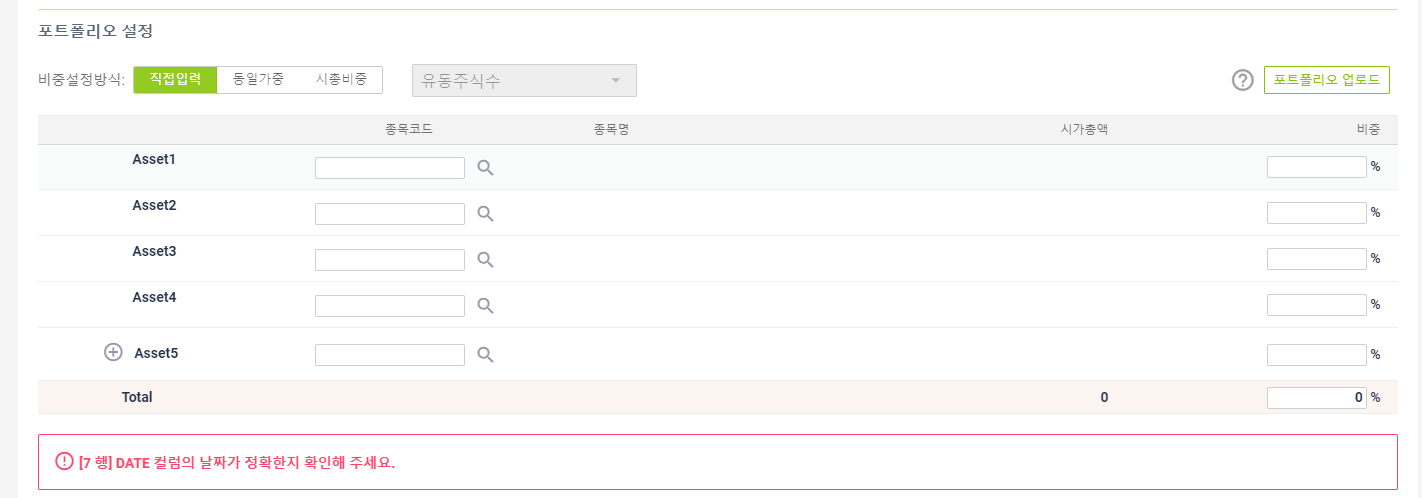 포트폴리오 설정
비중설정방식: 직접입력 동일가중 시총비중 유동주식수 포트폴리오 업로드
종목코드 종목명 시가총액 비중
Asset1 %
Asset2 %
Asset3 %
Asset4 %
Asset5 %
Total 0 0 %
[7 행] DATE 컬럼의 날짜가 정확한지 확인해 주세요.